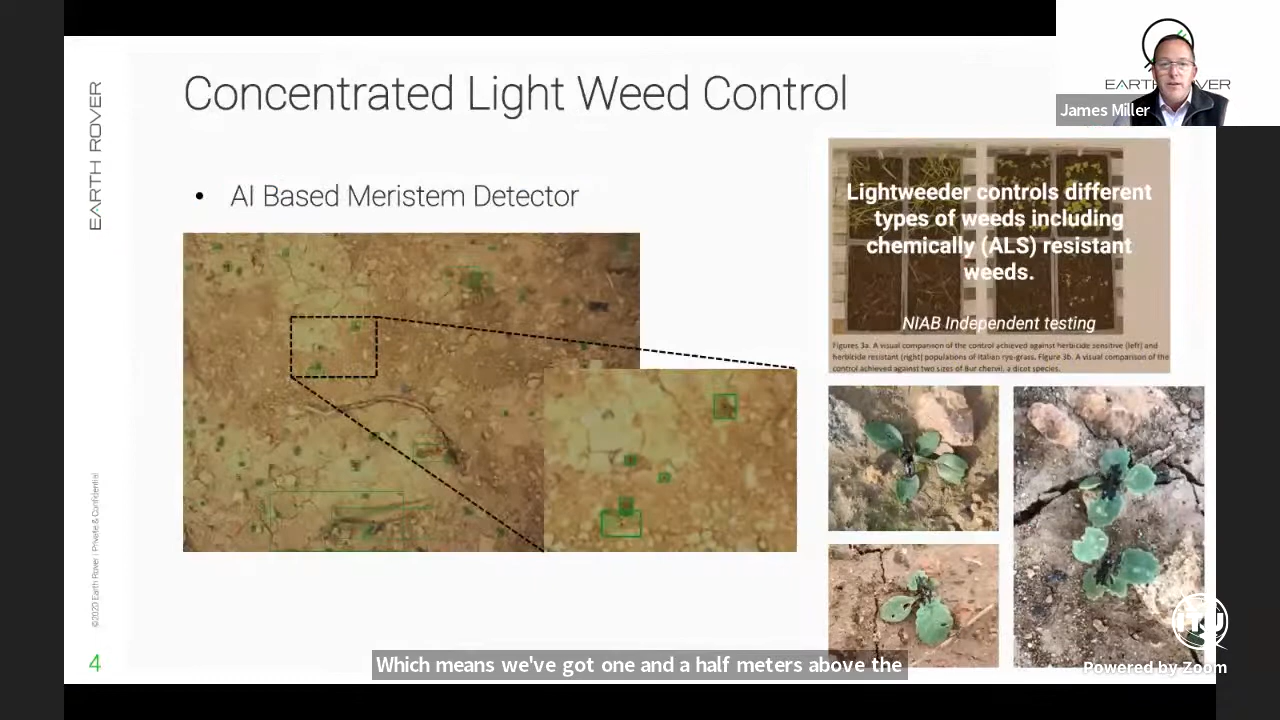 Concentrated Light Weed Control
EARTH ROVER
James Miller
EARTH ROVER
• AI Based Meristem Detector
Lightweeder controls different
types of weeds including
chemically (ALS) resistant
weeds.
NIAB Independent testing
Figures 3a. A visual comparison of the control achieved against herbicide sensitive (left) and
herbicide resistant (right) populations of Italian rye-grass. Figure 3b. A visual comparison of the
control achieved against two sizes of Bur chervil, a dicot species.
©2020 Earth Rover | Private & Confidential
4
Which means we've got one and a half meters above the
ITU
Powered by Zoom